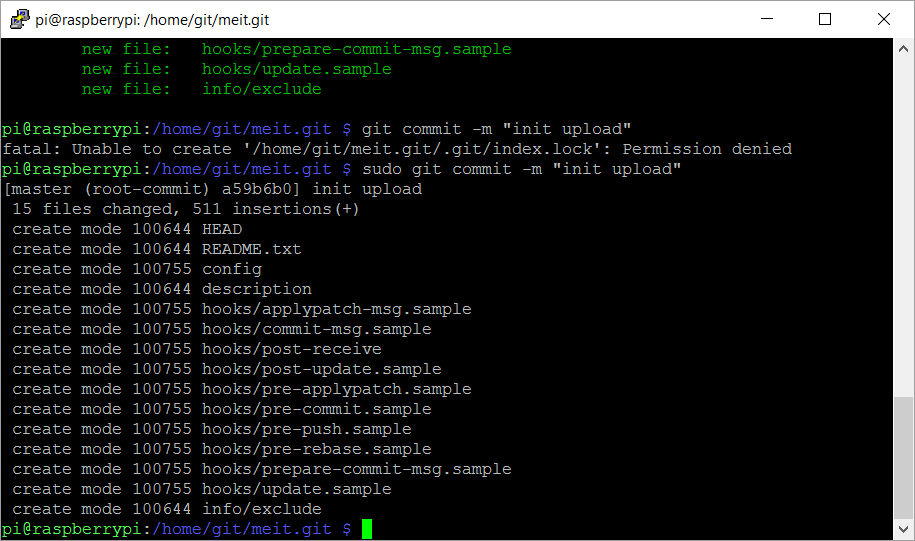 pi@raspberrypi: /home/git/meit.git
new file:   hooks/prepare-commit-msg.sample
new file:   hooks/update.sample
new file:   info/exclude
pi@raspberrypi:/home/git/meit.git $ git commit -m "init upload"
fatal: Unable to create '/home/git/meit.git/.git/index.lock': Permission denied
pi@raspberrypi:/home/git/meit.git $ sudo git commit -m "init upload"
[master (root-commit) a59b6b0] init upload
 15 files changed, 511 insertions(+)
 create mode 100644 HEAD
 create mode 100644 README.txt
 create mode 100755 config
 create mode 100644 description
 create mode 100755 hooks/applypatch-msg.sample
 create mode 100755 hooks/commit-msg.sample
 create mode 100755 hooks/post-receive
 create mode 100755 hooks/post-update.sample
 create mode 100755 hooks/pre-applypatch.sample
 create mode 100755 hooks/pre-commit.sample
 create mode 100755 hooks/pre-push.sample
 create mode 100755 hooks/pre-rebase.sample
 create mode 100755 hooks/prepare-commit-msg.sample
 create mode 100755 hooks/update.sample
 create mode 100644 info/exclude
pi@raspberrypi:/home/git/meit.git $